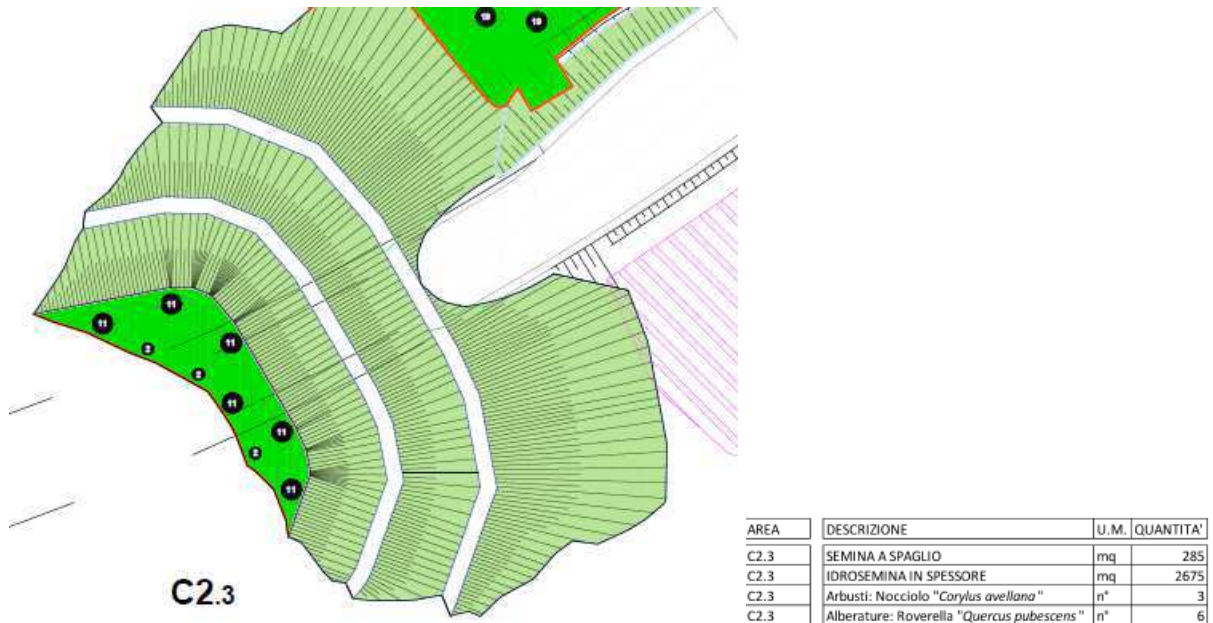 19 19
11
11
11
2
2
11
11
2
11
C2.3
AREA DESCRIZIONE U.M. QUANTITA'
C2.3 SEMINA A SPAGLIO mq 285
C2.3 IDROSEMINA IN SPESSORE mq 2675
C2.3 Arbusti: Nocciolo "Corylus avellana" n° 3
C2.3 Alberature: Roverella "Quercus pubescens" n° 6